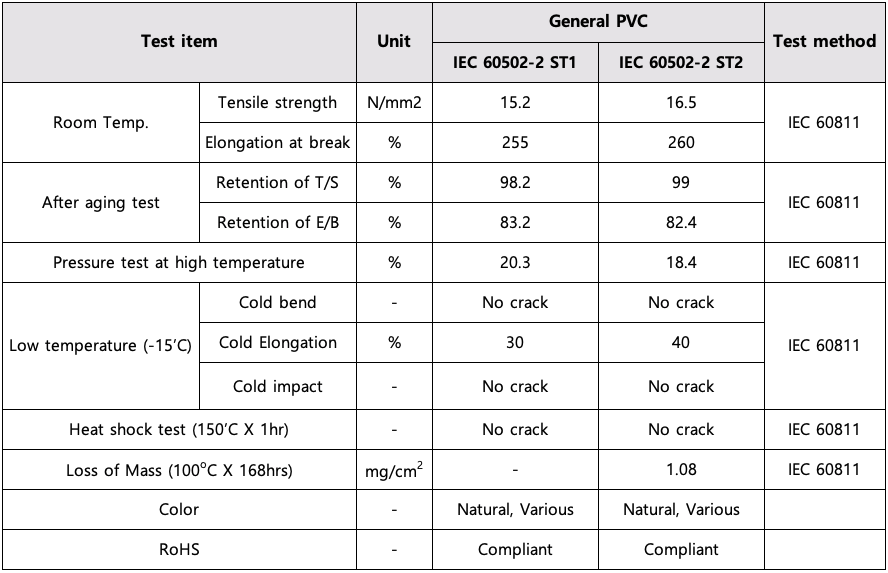 Test item Unit General PVC Test method
IEC 60502-2 ST1 IEC 60502-2 ST2
Room Temp. Tensile strength N/mm2 15.2 16.5 IEC 60811
Elongation at break % 255 260
After aging test Retention of T/S % 98.2 99 IEC 60811
Retention of E/B % 83.2 82.4
Pressure test at high temperature % 20.3 18.4 IEC 60811
Low temperature (-15’C) Cold bend - No crack No crack IEC 60811
Cold Elongation % 30 40
Cold impact - No crack No crack
Heat shock test (150’C X 1hr) - No crack No crack IEC 60811
Loss of Mass (100°C X 168hrs) mg/cm² - 1.08 IEC 60811
Color - Natural, Various Natural, Various
RoHS - Compliant Compliant